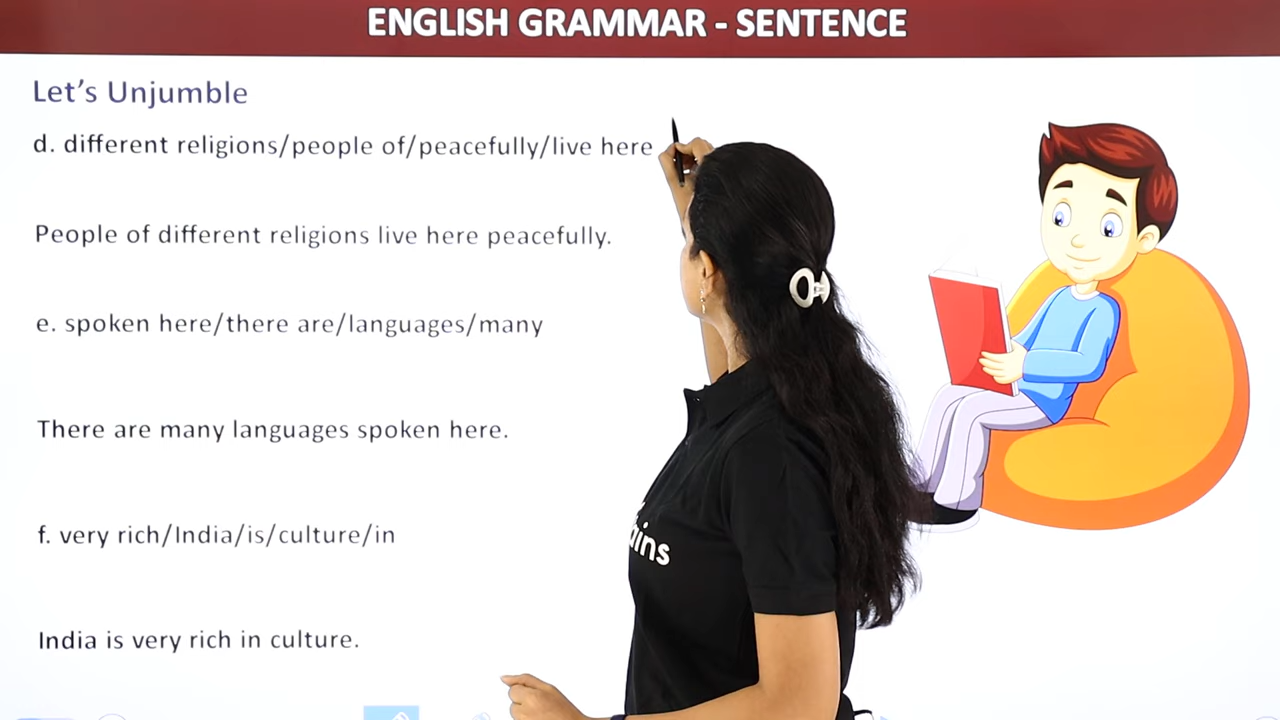 ENGLISH GRAMMAR - SENTENCE
Let's Unjumble
d. different religions/people of/peacefully/live here
People of different religions live here peacefully.
e. spoken here/there are/languages/many
There are many languages spoken here.
f. very rich/India/is/culture/in
India is very rich in culture.